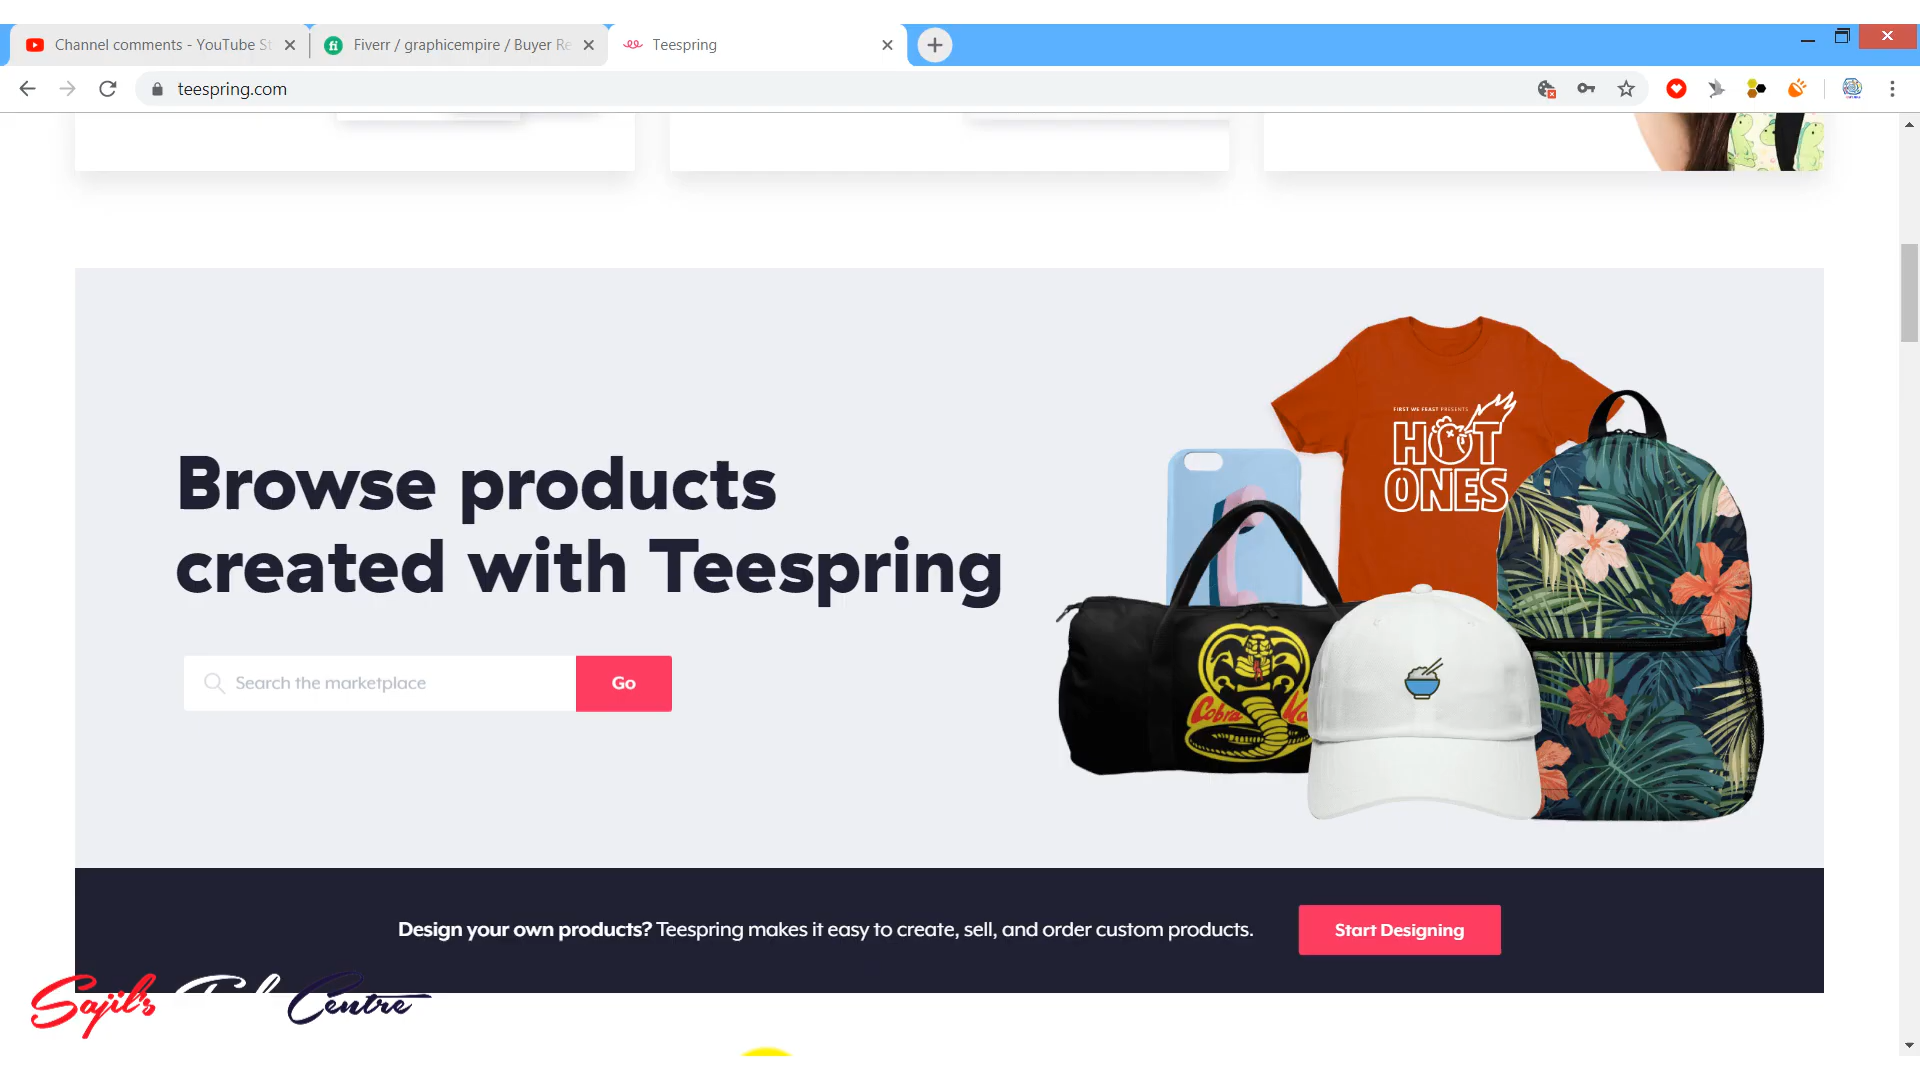 Channel comments - YouTube St
Fiverr / graphicempire / Buyer Re
Teespring
teespring.com
FIRST WE FEAST PRESENTS
HOT
ONES
Browse products
created with Teespring
Search the marketplace
Go
Cobra
Design your own products? Teespring makes it easy to create, sell, and order custom products.
Start Designing
Sajil's
Centre